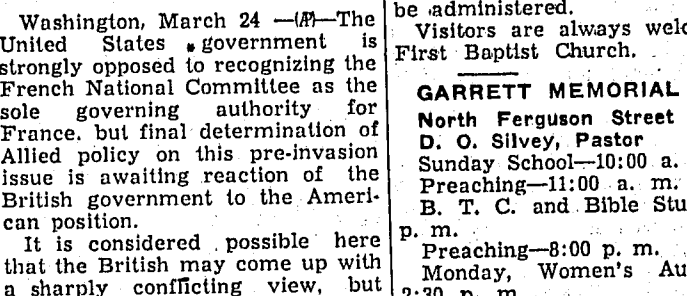 Washington, March 24 —(AP)—The
United States government is
strongly opposed to recognizing the
French National Committee as the
sole governing authority for
France. but final determination of
Allied policy on this pre-invasion
issue is awaiting reaction of the
British government to the Ameri-
can position.
It is considered possible here
that the British may come up with
a sharply conflicting view, but
be administered.
Visitors are always
First Baptist Church.
GARRETT MEMORIAL
North Ferguson Street
D. O. Silvey, Pastor
Sunday School—10:00 a.
Preaching—11:00 a. m.
B. T. C. and Bible
p. m.
Preaching—8:00 p. m.
Monday, Women's
2:30 p. m.